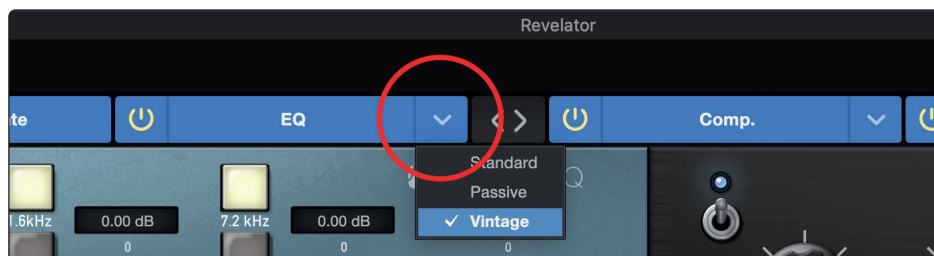 Revelator
te
EQ
Comp.
Standard
Q
Passive
1.6kHz
0.00 dB
7.2 kHz
0.00 dB
Vintage
0
0
0